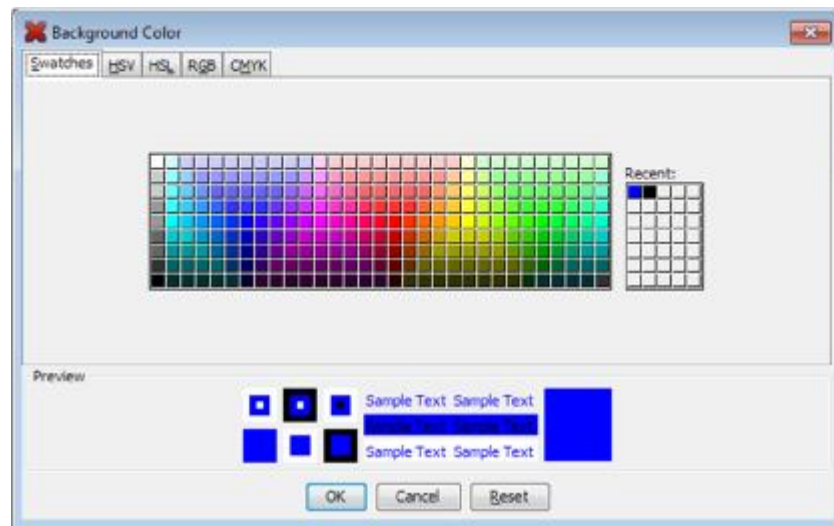 Background Color
Swatches HSV HSL RGB CMYK
Recent:
Preview
Sample Text Sample Text
Sample Text Sample Text
Sample Text Sample Text
OK Cancel Reset